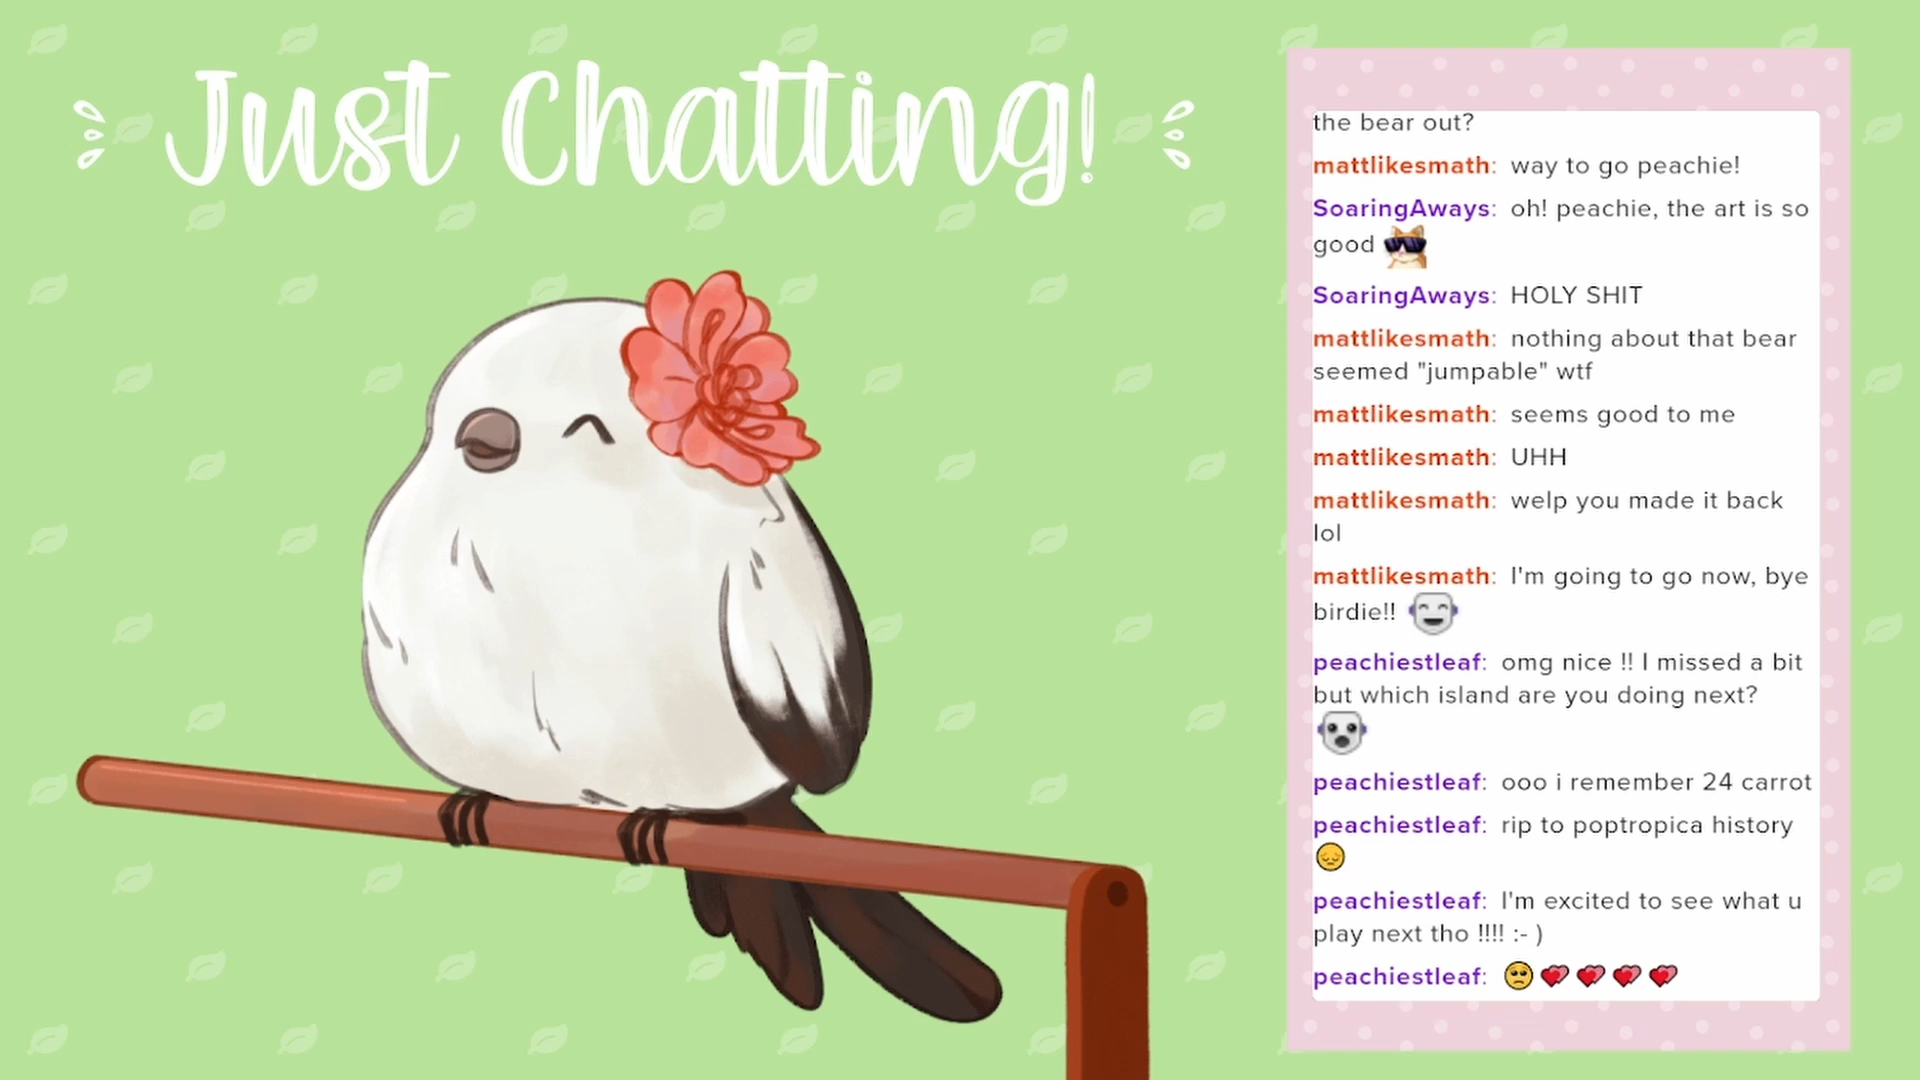 Just Chatting!
the bear out?
mattlikesmath: way to go peachie!
SoaringAways: oh! peachie, the art is so
good
SoaringAways: HOLY SHIT
mattlikesmath: nothing about that bear
seemed "jumpable" wtf
mattlikesmath: seems good to me
mattlikesmath: UHH
mattlikesmath: welp you made it back
lol
mattlikesmath: I'm going to go now, bye
birdie!!
peachiestleaf: omg nice !! I missed a bit
but which island are you doing next?
peachiestleaf: ooo i remember 24 carrot
peachiestleaf: rip to poptropica history
😔
peachiestleaf: I'm excited to see what u
play next tho !!!! :- )
peachiestleaf: 🥺💕💕💕💕